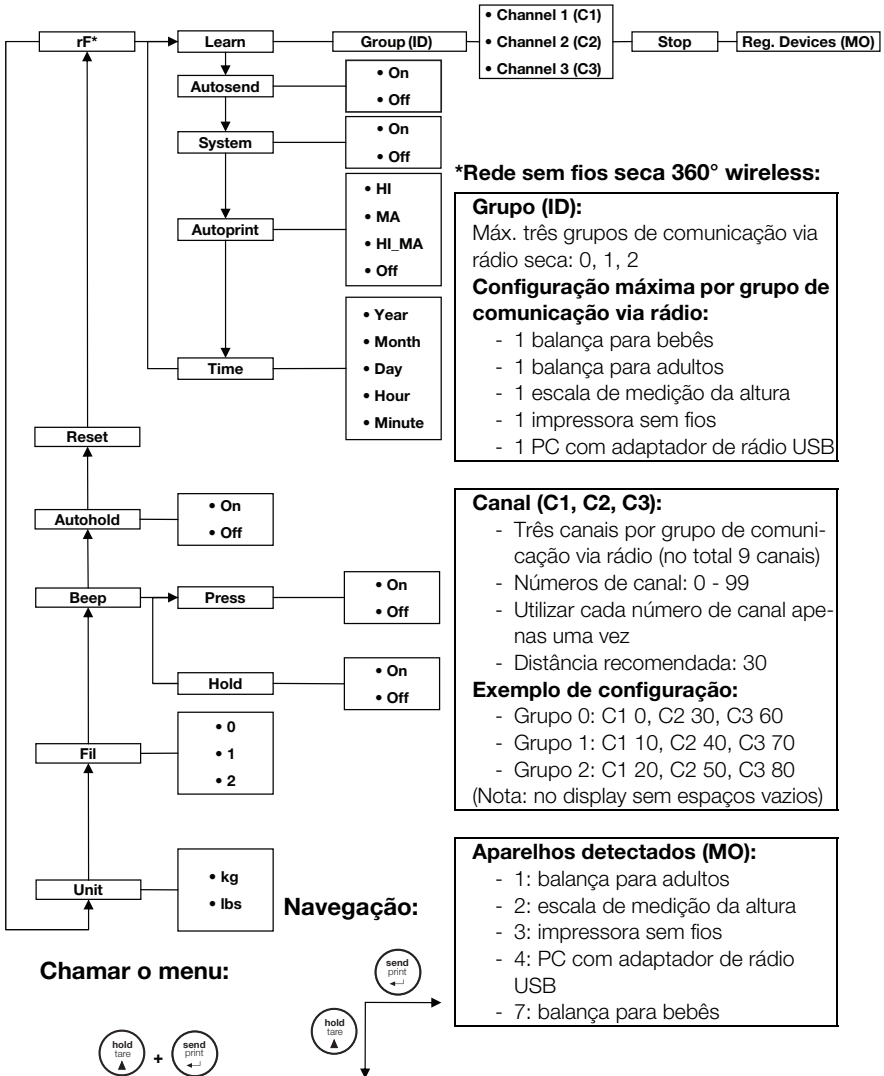 rF*
Learn
Group (ID)
• Channel 1 (C1)
• Channel 2 (C2)
• Channel 3 (C3)
Stop
Reg. Devices (MO)
Autosend
• On
• Off
System
• On
• Off
Autoprint
• HI
• MA
• HI_MA
• Off
Time
• Year
• Month
• Day
• Hour
• Minute
Reset
Autohold
• On
• Off
Beep
Press
• On
• Off
Hold
• On
• Off
Fil
• 0
• 1
• 2
Unit
• kg
• lbs
*Rede sem fios seca 360° wireless:
Grupo (ID):
Máx. três grupos de comunicação via
rádio seca: 0, 1, 2
Configuração máxima por grupo de
comunicação via rádio:
- 1 balança para bebês
- 1 balança para adultos
- 1 escala de medição da altura
- 1 impressora sem fios
- 1 PC com adaptador de rádio USB
Canal (C1, C2, C3):
- Três canais por grupo de comuni-
cação via rádio (no total 9 canais)
- Números de canal: 0 - 99
- Utilizar cada número de canal ape-
nas uma vez
- Distância recomendada: 30
Exemplo de configuração:
- Grupo 0: C1 0, C2 30, C3 60
- Grupo 1: C1 10, C2 40, C3 70
- Grupo 2: C1 20, C2 50, C3 80
(Nota: no display sem espaços vazios)
Aparelhos detectados (MO):
- 1: balança para adultos
- 2: escala de medição da altura
- 3: impressora sem fios
- 4: PC com adaptador de rádio
USB
- 7: balança para bebês
Navegação:
send
print
hold
tare
Chamar o menu:
hold
tare
+
send
print